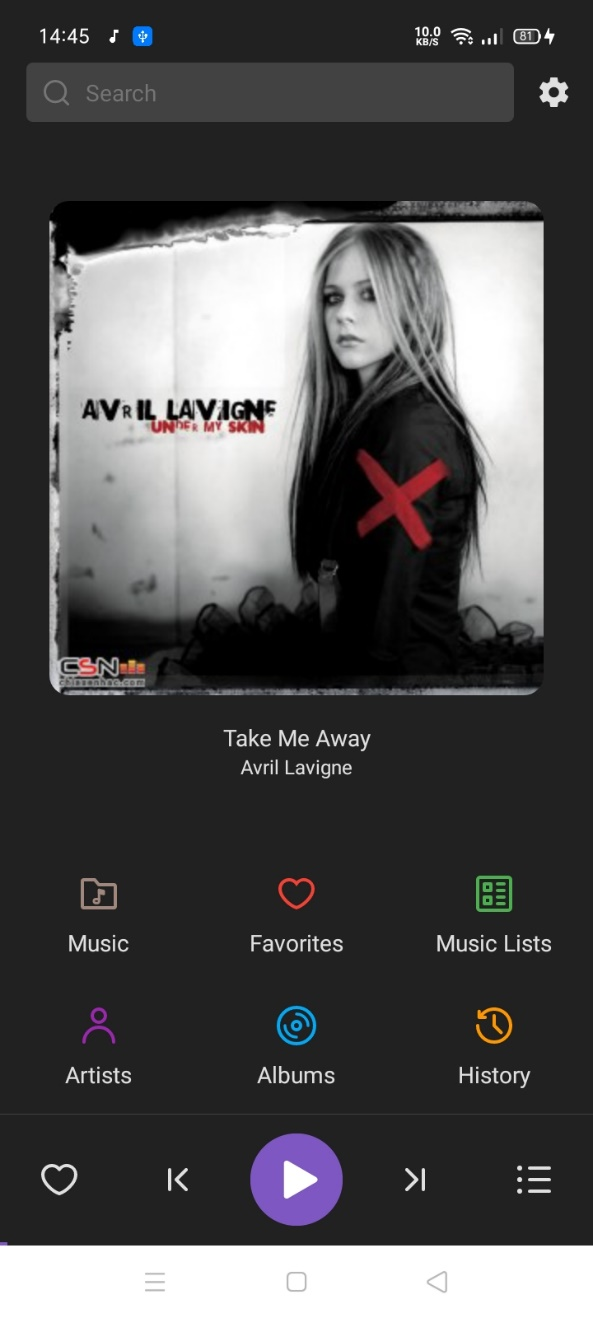 14:45
10.0
KB/S
81
Search
AVRIL LAVIGNE
UNDER MY SKIN
CSN
chiasenhac.com
Take Me Away
Avril Lavigne
Music
Favorites
Music Lists
Artists
Albums
History